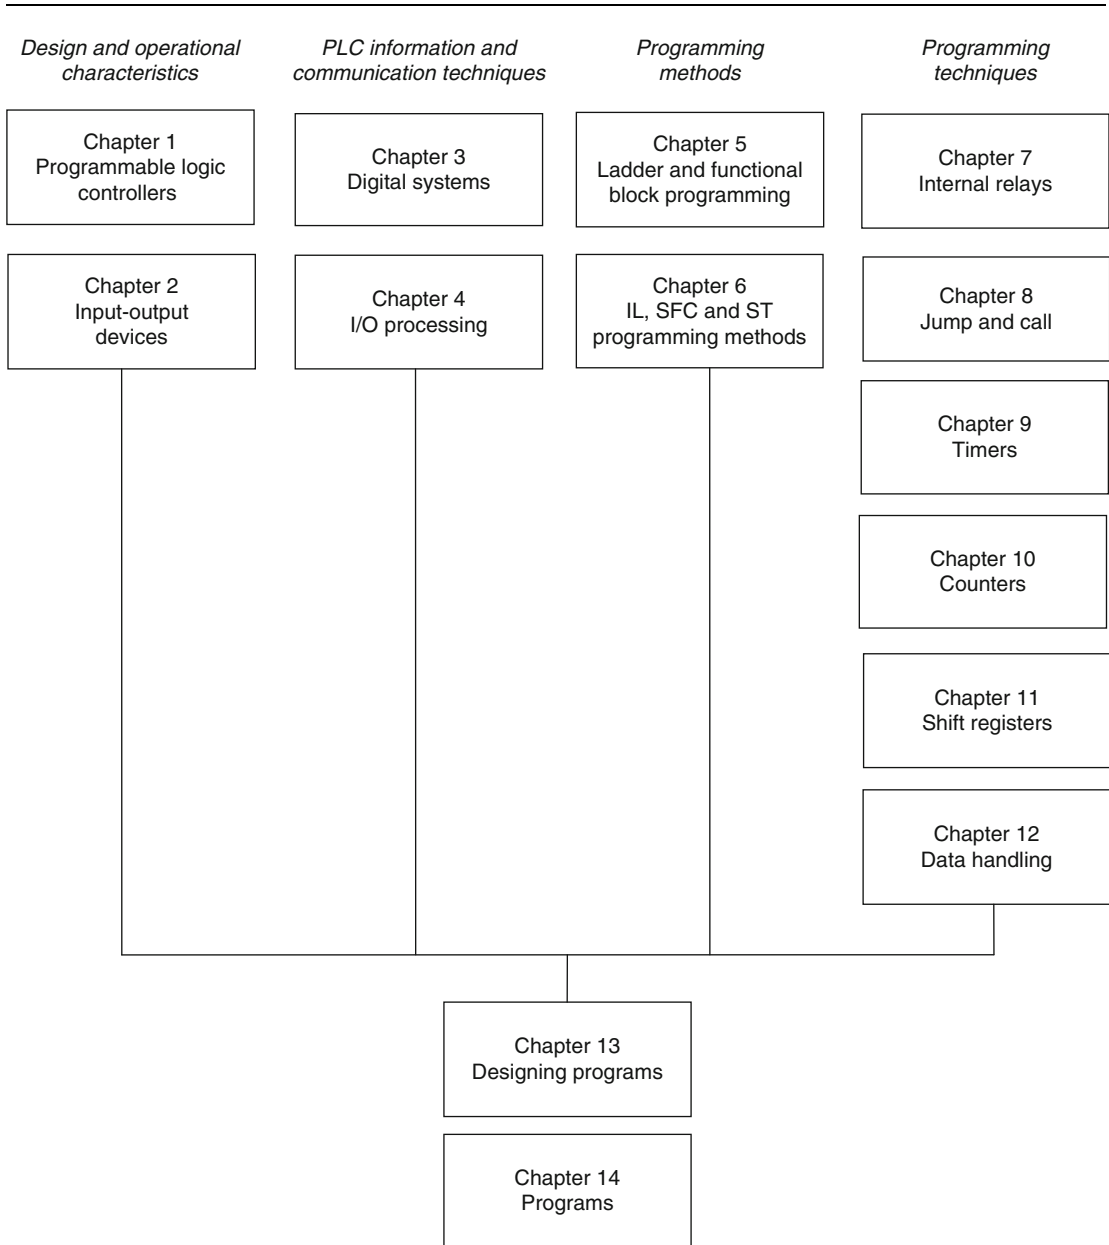 Design and operational
characteristics
PLC information and
communication techniques
Programming
methods
Programming
techniques
Chapter 1
Programmable logic
controllers
Chapter 3
Digital systems
Chapter 5
Ladder and functional
block programming
Chapter 7
Internal relays
Chapter 2
Input-output
devices
Chapter 4
I/O processing
Chapter 6
IL, SFC and ST
programming methods
Chapter 8
Jump and call
Chapter 9
Timers
Chapter 10
Counters
Chapter 11
Shift registers
Chapter 12
Data handling
Chapter 13
Designing programs
Chapter 14
Programs